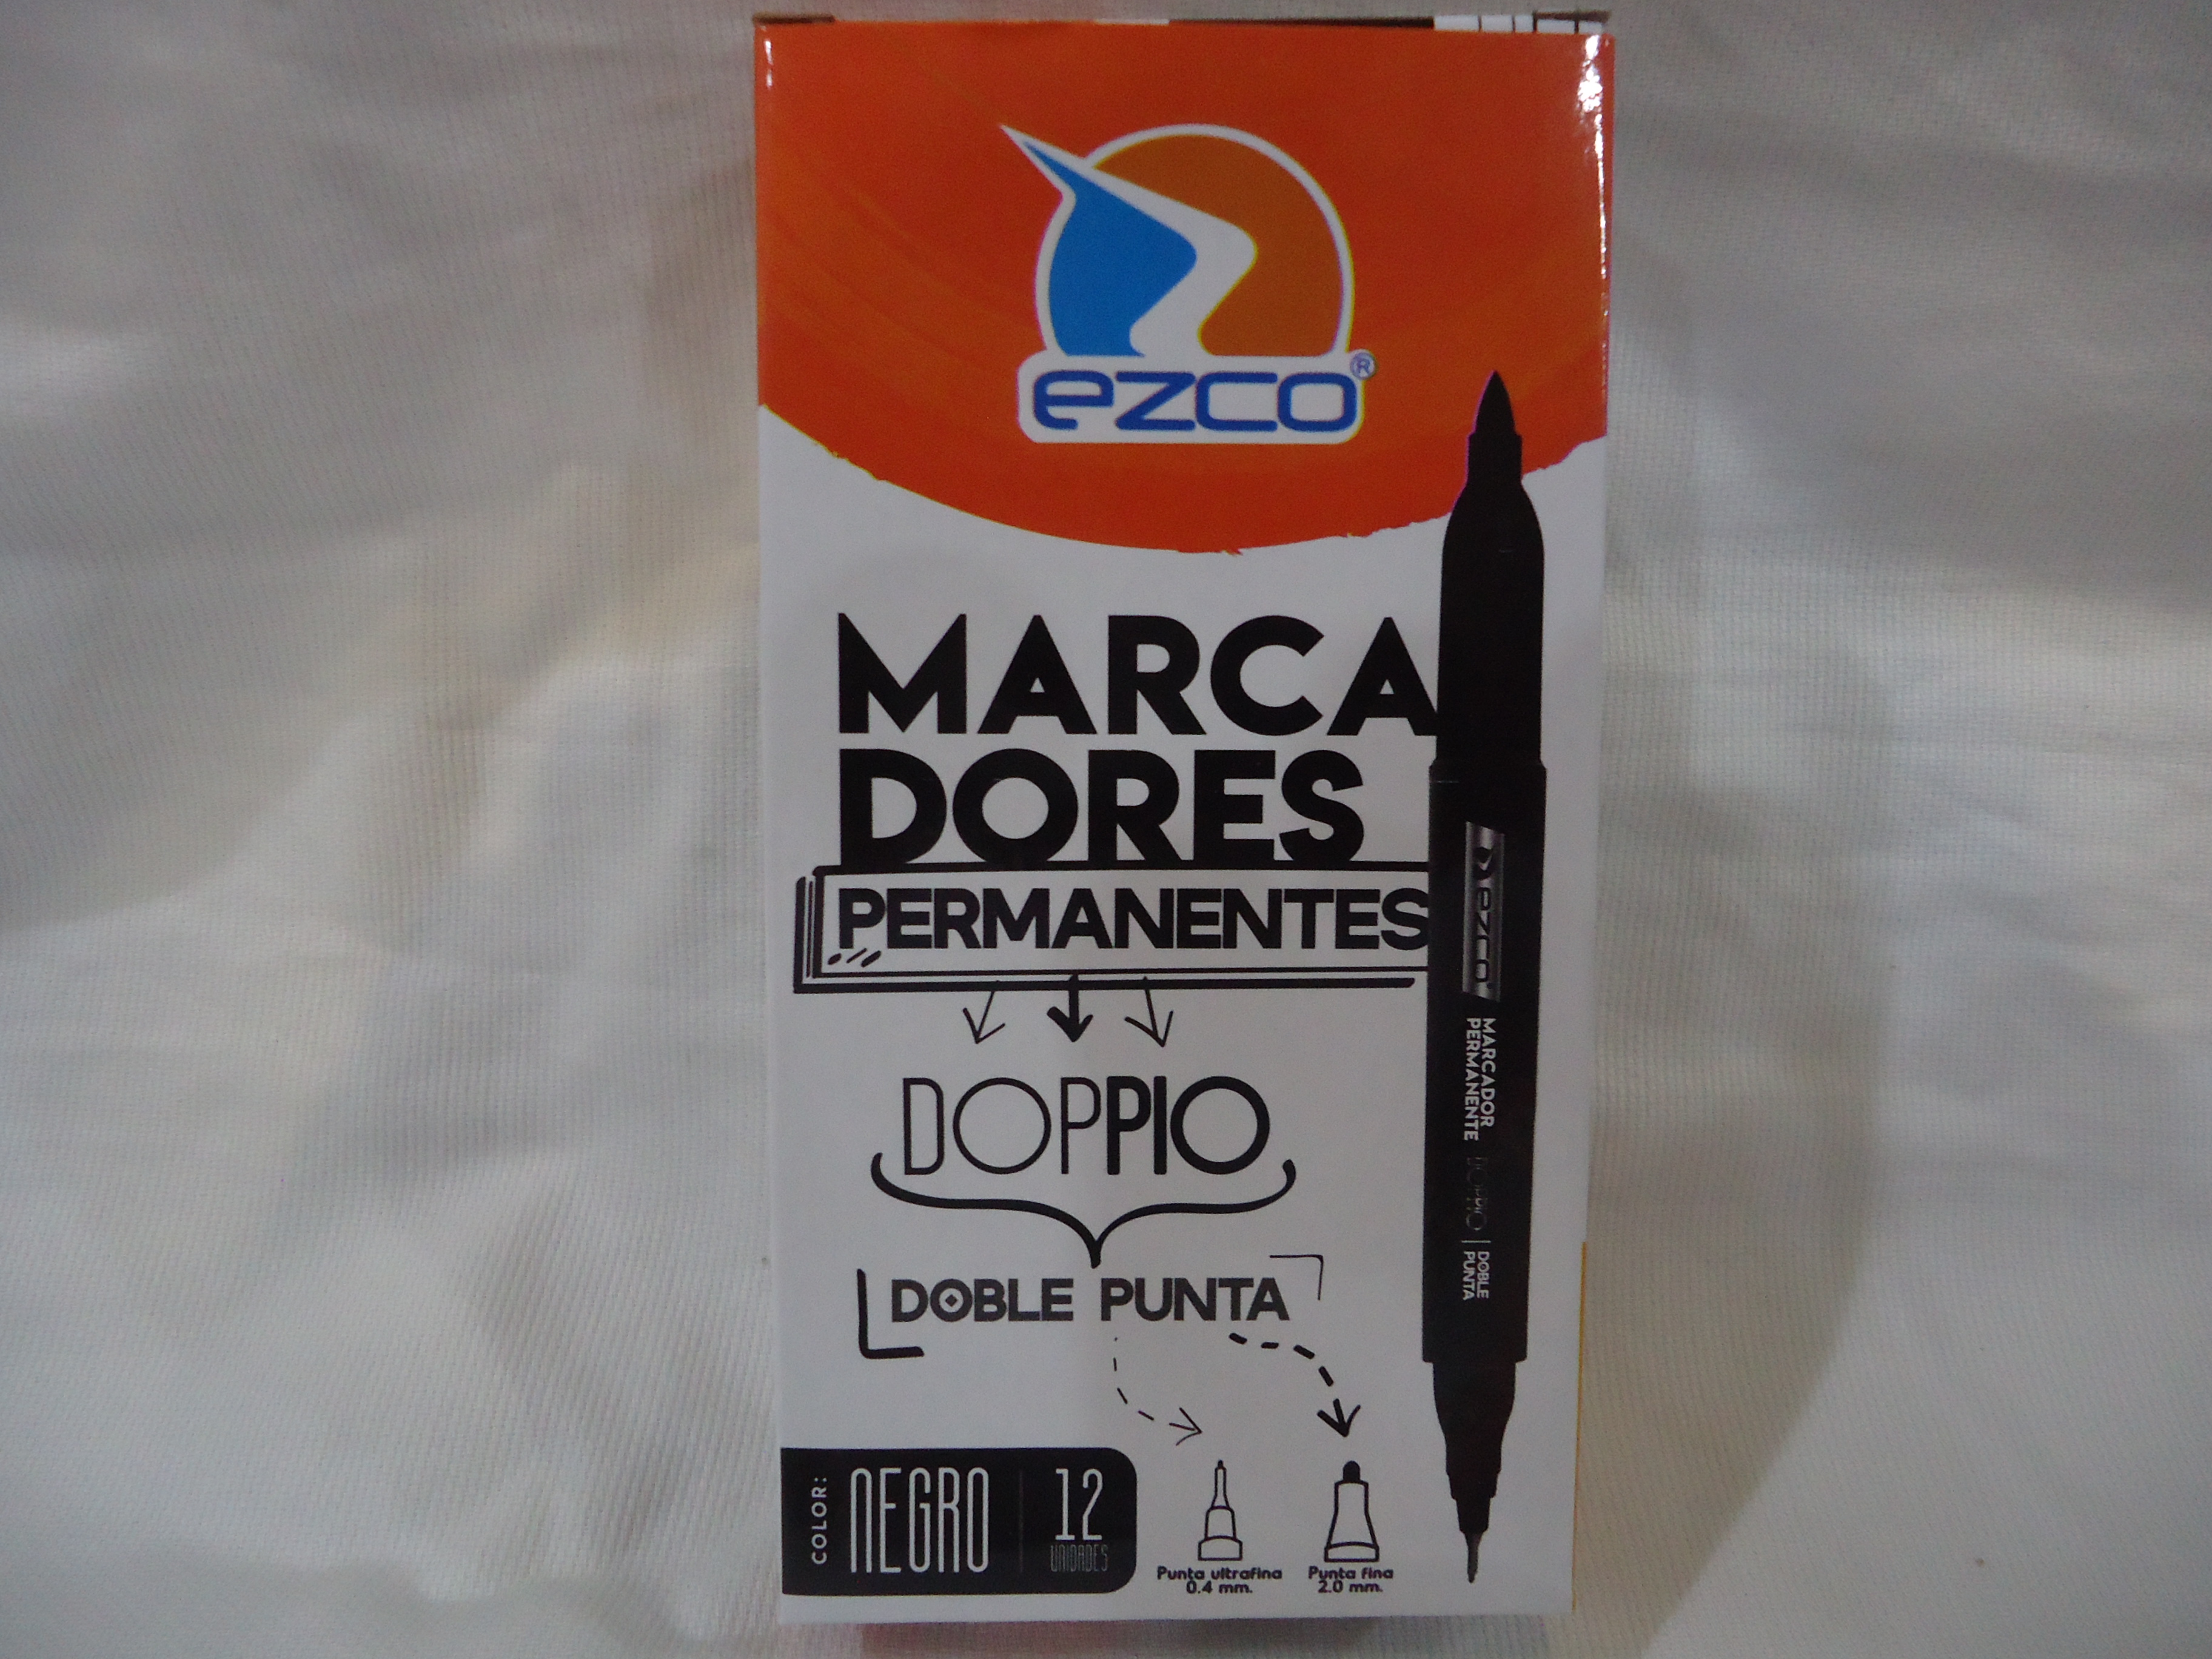 ezco®
MARCA
DORES
PERMANENTES
DOPPIO
DOBLE PUNTA
COLOR: NEGRO 12
UNIDADES
Punta ultrafina
0.4 mm.
Punta fina
2.0 mm.
ezco
MARCADOR
PERMANENTE
DOPPIO
DOBLE
PUNTA